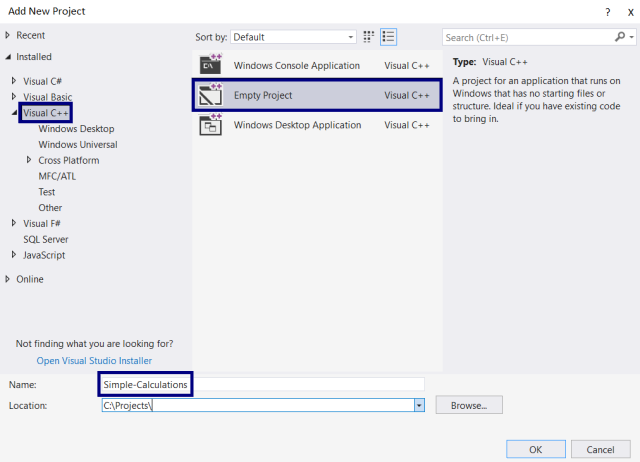 Add New Project ? X
Recent
Installed
Visual C#
Visual Basic
Visual C++
Windows Desktop
Windows Universal
Cross Platform
MFC/ATL
Test
Other
Visual F#
SQL Server
JavaScript
Online
Not finding what you are looking for?
Open Visual Studio Installer
Sort by: Default
Windows Console Application Visual C++
Empty Project Visual C++
Windows Desktop Application Visual C++
Search (Ctrl+E)
Type: Visual C++
A project for an application that runs on
Windows that has no starting files or
structure. Ideal if you have existing code
to bring in.
Name: Simple-Calculations
Location: C:\Projects\
Browse...
OK Cancel